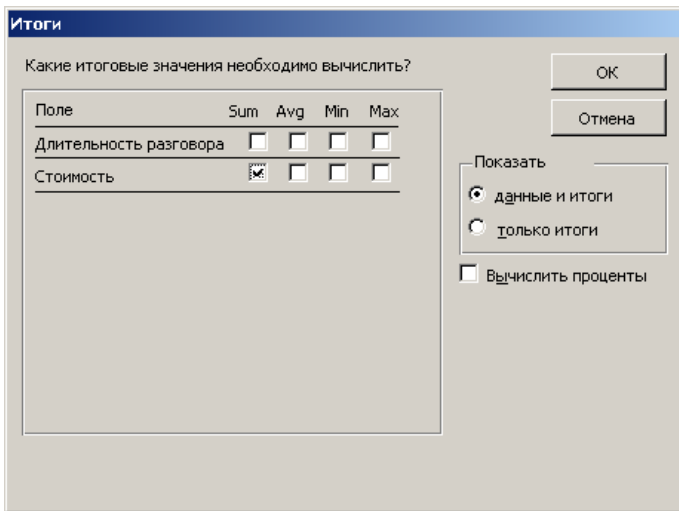 Итоги
Какие итоговые значения необходимо вычислить?
OK
Отмена
Поле Sum Avg Min Max
Длительность разговора
Стоимость
Показать
данные и итоги
только итоги
Вычислить проценты